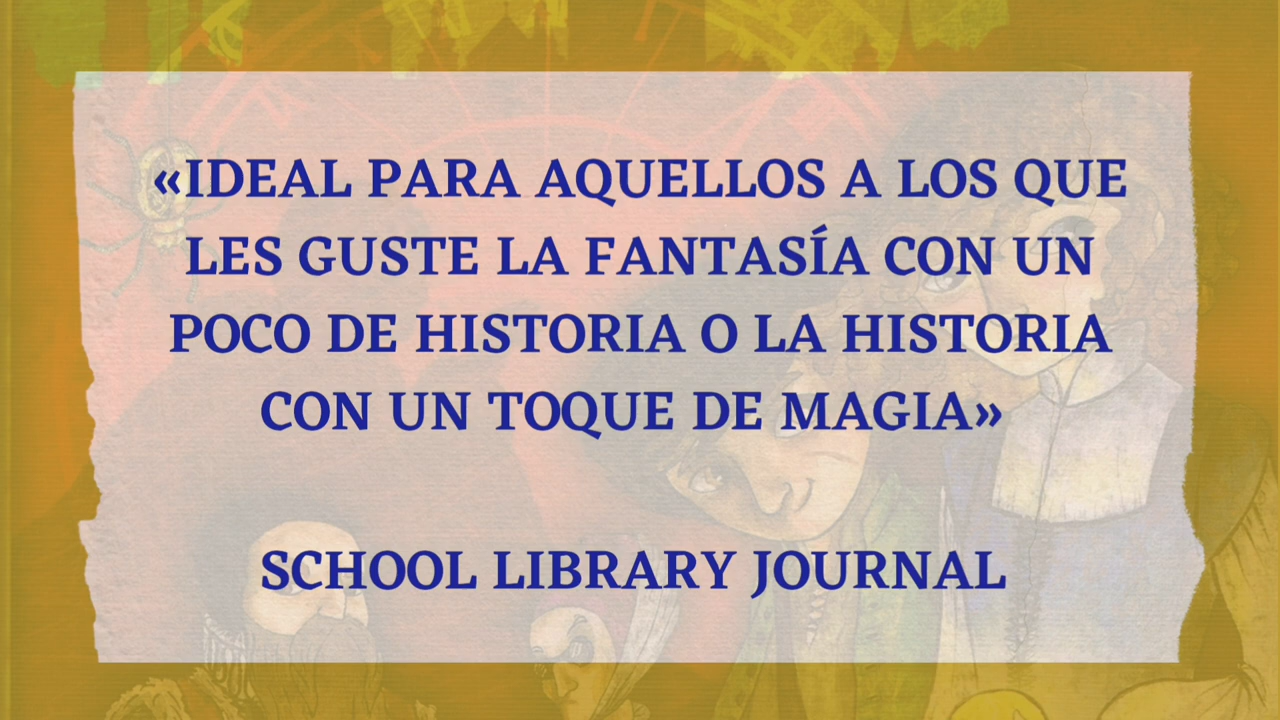 «IDEAL PARA AQUELLOS A LOS QUE
LES GUSTE LA FANTASÍA CON UN
POCO DE HISTORIA O LA HISTORIA
CON UN TOQUE DE MAGIA»
SCHOOL LIBRARY JOURNAL